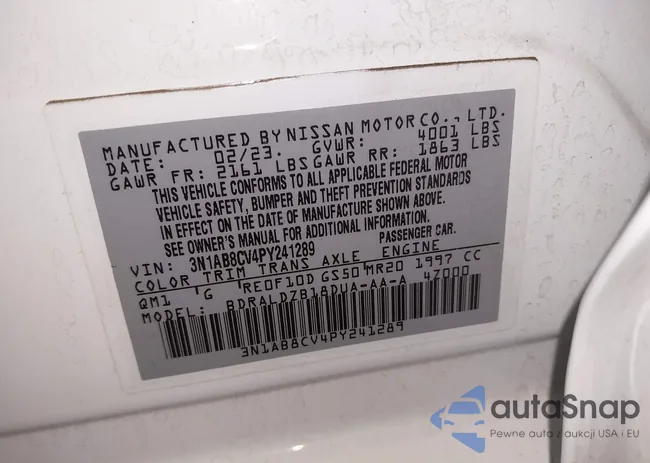 MANUFACTURED BY NISSAN MOTOR CO., LTD.
DATE: 02/23. GVWR: 4001 LBS
GAWR FR: 2161 LBS GAWR RR: 1863 LBS
THIS VEHICLE CONFORMS TO ALL APPLICABLE FEDERAL MOTOR
VEHICLE SAFETY, BUMPER AND THEFT PREVENTION STANDARDS
IN EFFECT ON THE DATE OF MANUFACTURE SHOWN ABOVE.
SEE OWNER'S MANUAL FOR ADDITIONAL INFORMATION.
VIN: 3N1AB8CV4PY241289 PASSENGER CAR.
COLOR TRIM TRANS AXLE ENGINE
QM1 'G 'RE0F10D GS50 MR20 1997 CC
MODEL: BDRALDZB18DUA-AA-A 4Z000
3N1AB8CV4PY241289
autoSnap
Pewne auto z aukcji USA i EU